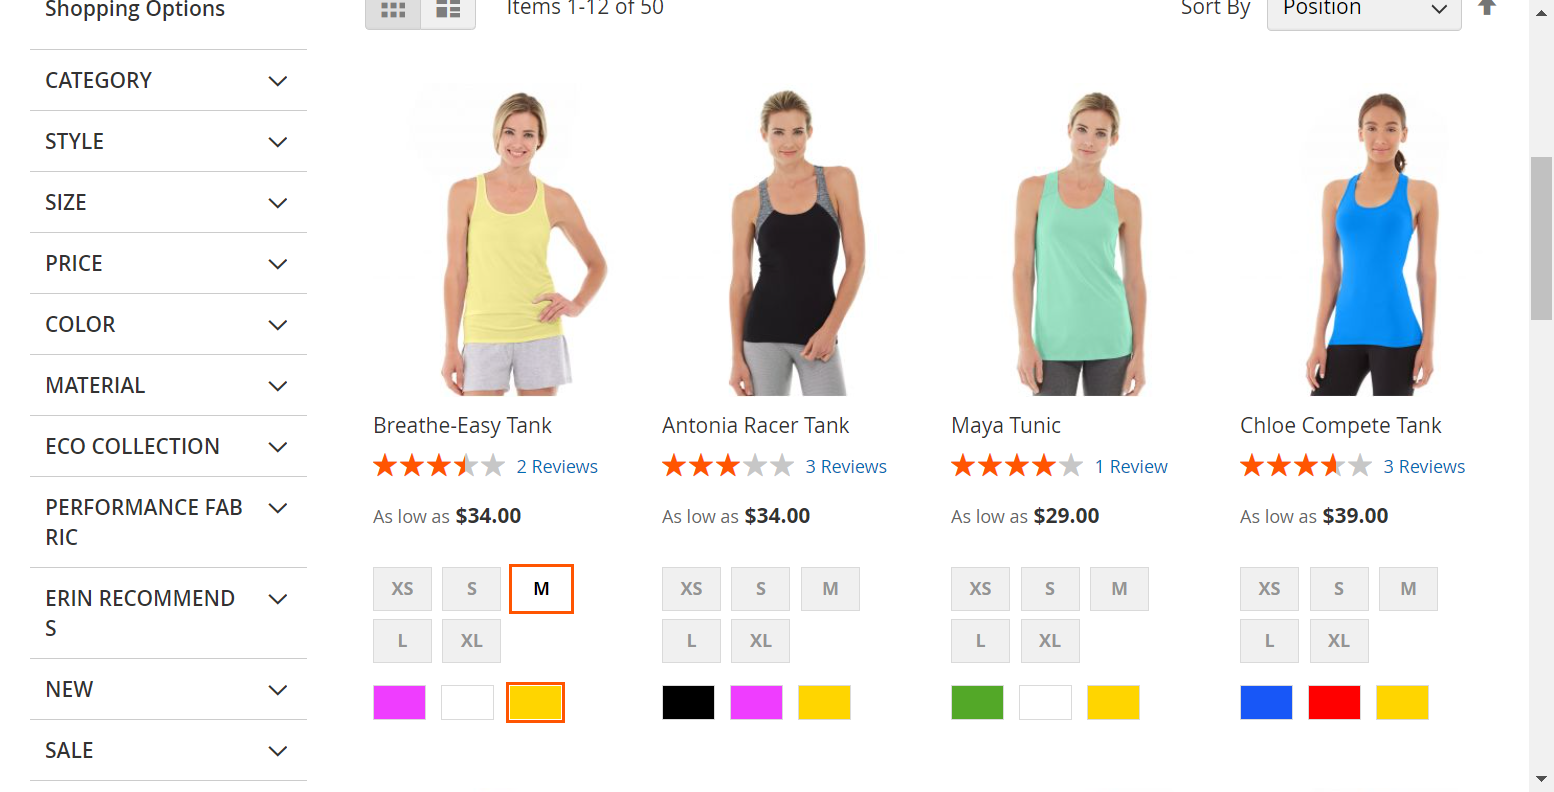 Shopping Options
Items 1-12 of 50
Sort By
Position
CATEGORY
STYLE
SIZE
PRICE
COLOR
MATERIAL
ECO COLLECTION
PERFORMANCE FAB
RIC
ERIN RECOMMEND
S
NEW
SALE
Breathe-Easy Tank
2 Reviews
As low as $34.00
XS S M
L XL
Antonia Racer Tank
3 Reviews
As low as $34.00
XS S M
L XL
Maya Tunic
1 Review
As low as $29.00
XS S M
L XL
Chloe Compete Tank
3 Reviews
As low as $39.00
XS S M
L XL